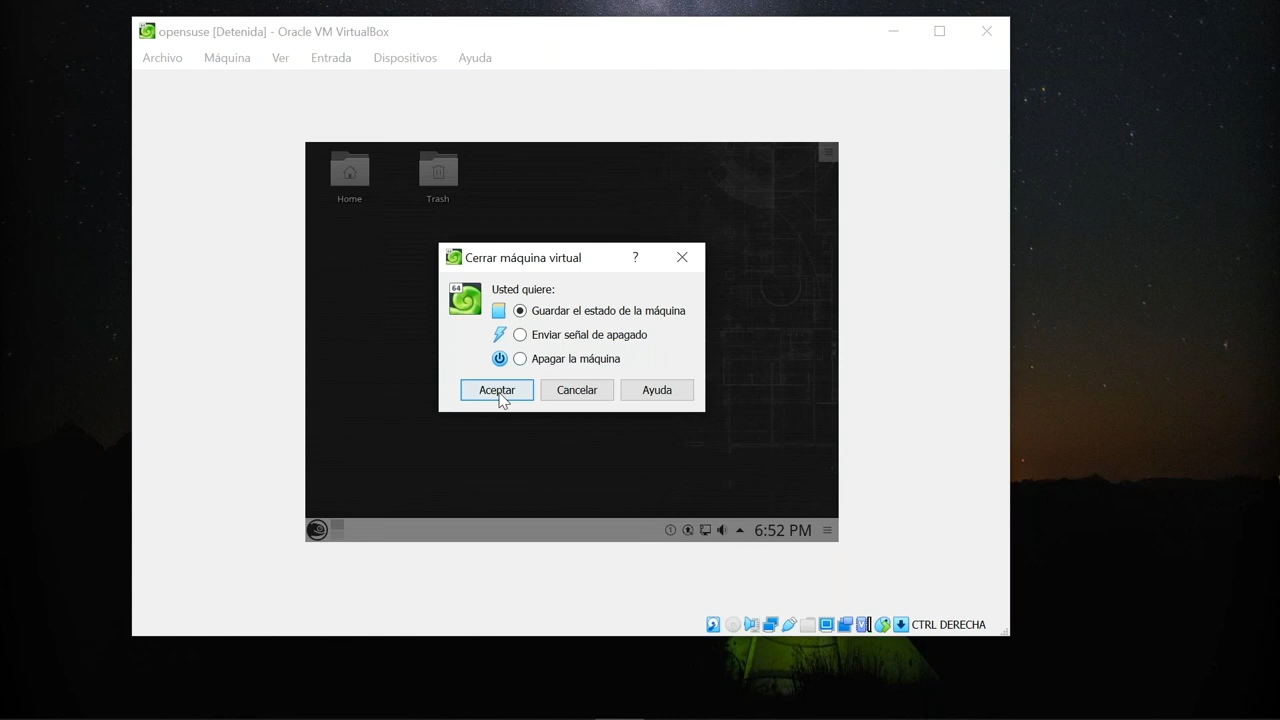 opensuse [Detenida] - Oracle VM VirtualBox
Archivo Máquina Ver Entrada Dispositivos Ayuda
Home Trash
Cerrar máquina virtual ?
64
Usted quiere:
Guardar el estado de la máquina
Enviar señal de apagado
Apagar la máquina
Aceptar Cancelar Ayuda
6:52 PM
CTRL DERECHA